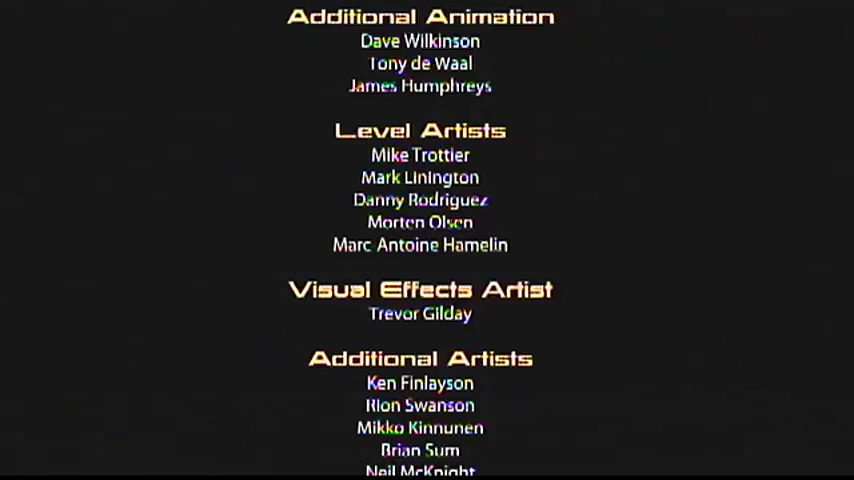 Additional Animation
Dave Wilkinson
Tony de Waal
James Humphreys
Level Artists
Mike Trottier
Mark Linington
Danny Rodriguez
Morten Olsen
Marc Antoine Hamelin
Visual Effects Artist
Trevor Gilday
Additional Artists
Ken Finlayson
Rion Swanson
Mikko Kinnunen
Brian Sum
Neil McKnight